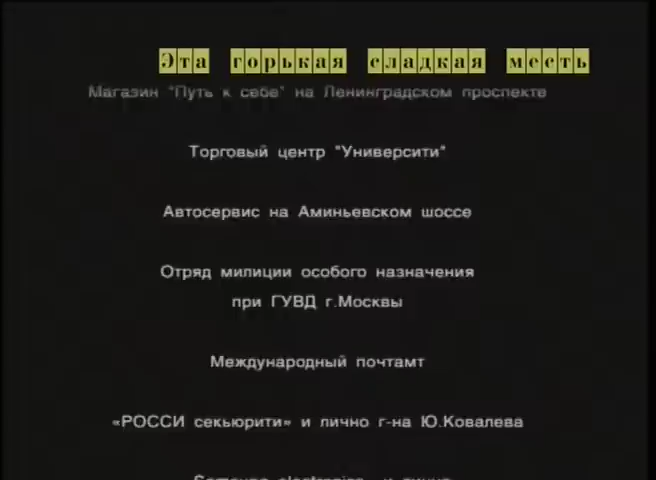 Эта горькая сладкая месть
Магазин "Путь к себе" на Ленинградском проспекте
Торговый центр "Университи"
Автосервис на Аминьевском шоссе
Отряд милиции особого назначения
при ГУВД г.Москвы
Международный почтамт
«РОССИ секьюрити» и лично г-на Ю.Ковалева